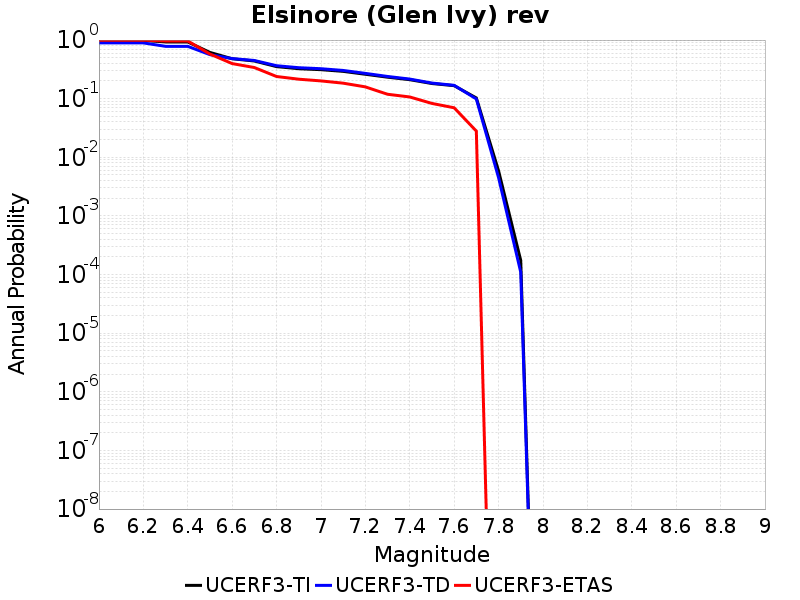 Elsinore (Glen Ivy) rev
10^0
10^-1
10^-2
10^-3
10^-4
10^-5
10^-6
10^-7
10^-8
Annual Probability
6 6.2 6.4 6.6 6.8 7 7.2 7.4 7.6 7.8 8 8.2 8.4 8.6 8.8 9
Magnitude
UCERF3-TI UCERF3-TD UCERF3-ETAS